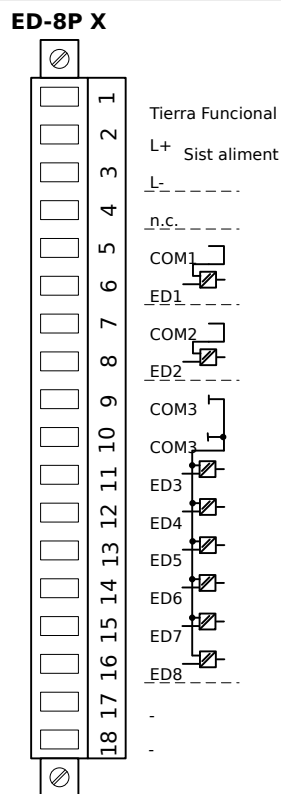 ED-8P X
1
Tierra Funcional
2
L+ Sist aliment
3
L-
4
n.c.
5
COM1
6
ED1
7
COM2
8
ED2
9
COM3
10
COM3
11
ED3
12
ED4
13
ED5
14
ED6
15
ED7
16
ED8
17
-
18
-